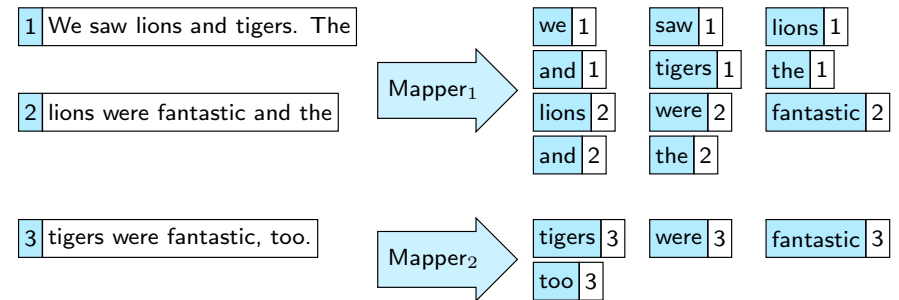 1 We saw lions and tigers. The
we 1 saw 1 lions 1
and 1 tigers 1 the 1
Mapper₁
2 lions were fantastic and the
lions 2 were 2 fantastic 2
and 2 the 2
3 tigers were fantastic, too.
tigers 3 were 3 fantastic 3
Mapper₂
too 3